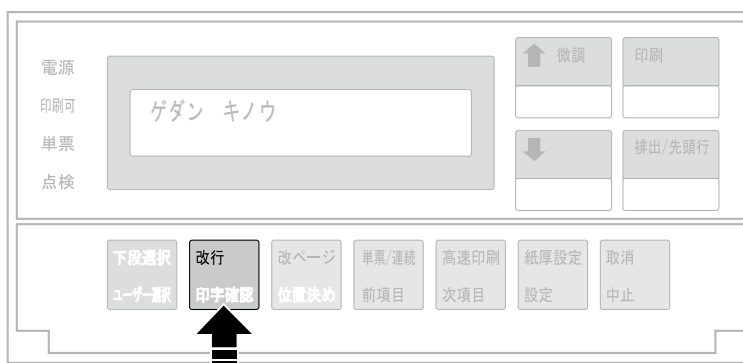 電源
印刷可
単票
点検
ゲダン キノウ
微調
印刷
排出/先頭行
下段選択
ユーザー選択
改行
印字確認
改ページ
位置決め
単票/連続
前項目
高速印刷
次項目
紙厚設定
設定
取消
中止